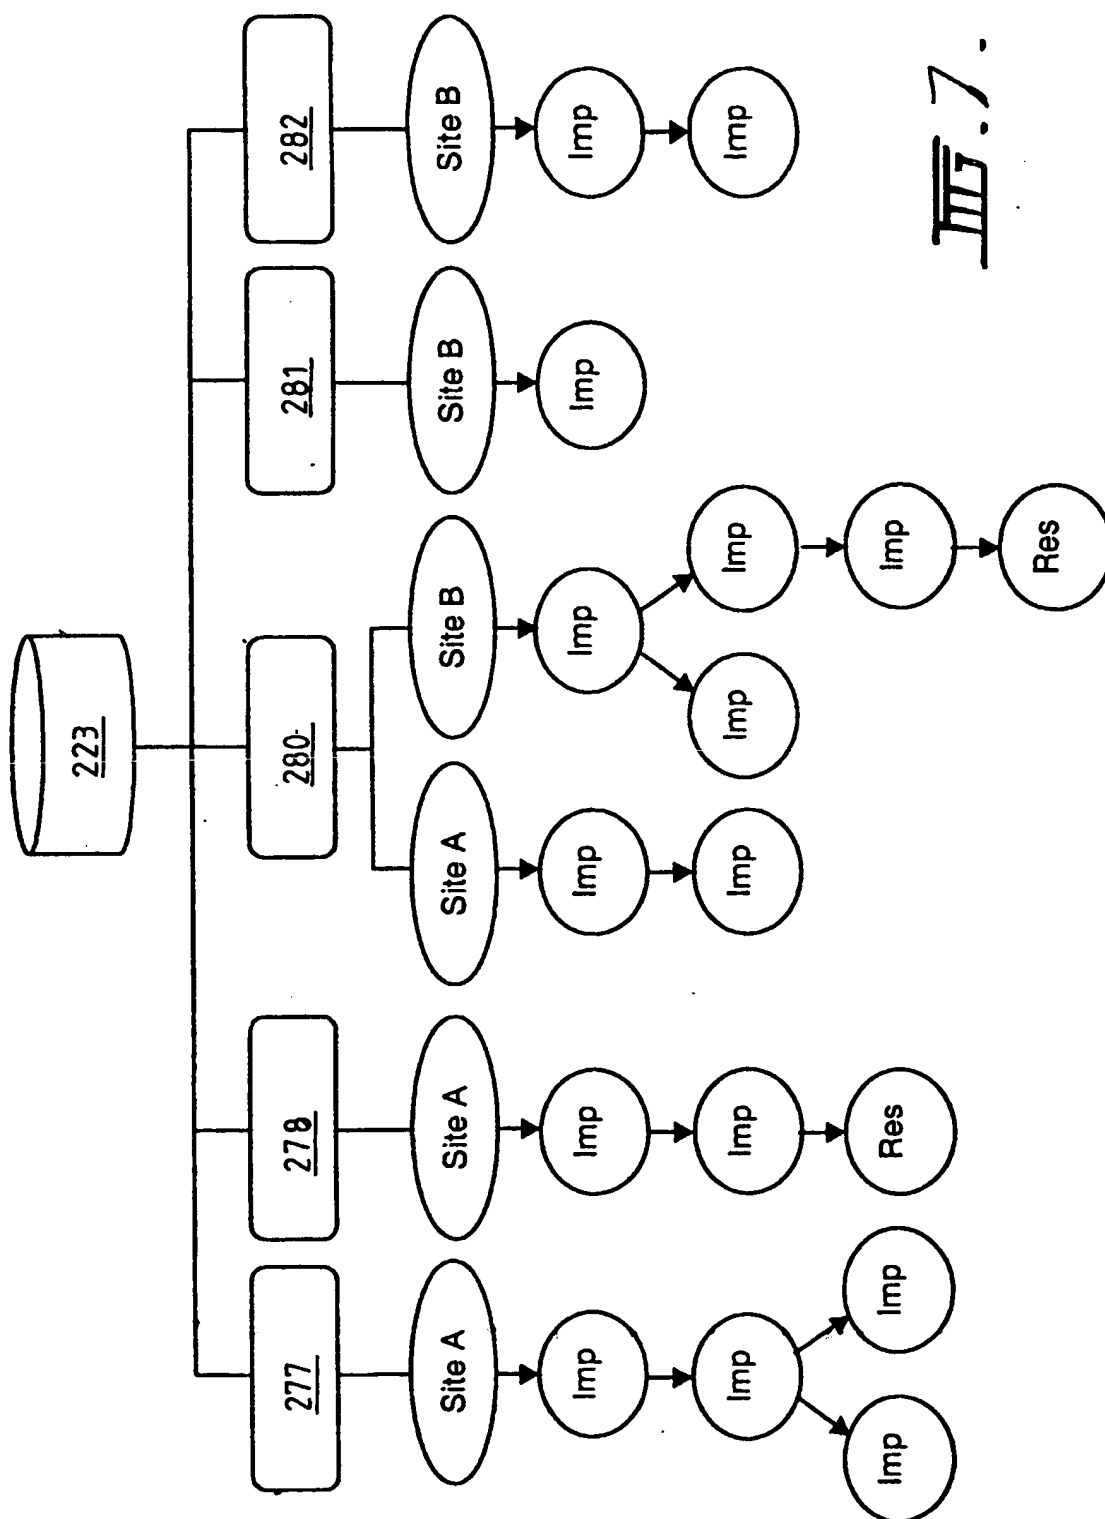 223
277
278
280
281
282
Site A
Site A
Site A
Site B
Site B
Site B
Imp
Imp
Imp
Imp
Imp
Imp
Imp
Imp
Imp
Imp
Imp
Imp
Imp
Imp
Res
Imp
Res
FIG. 7.